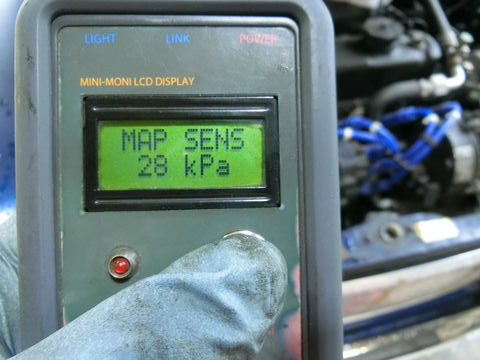 LIGHT LINK POWER
MINI-MONI LCD DISPLAY
MAP SENS
28 kPa